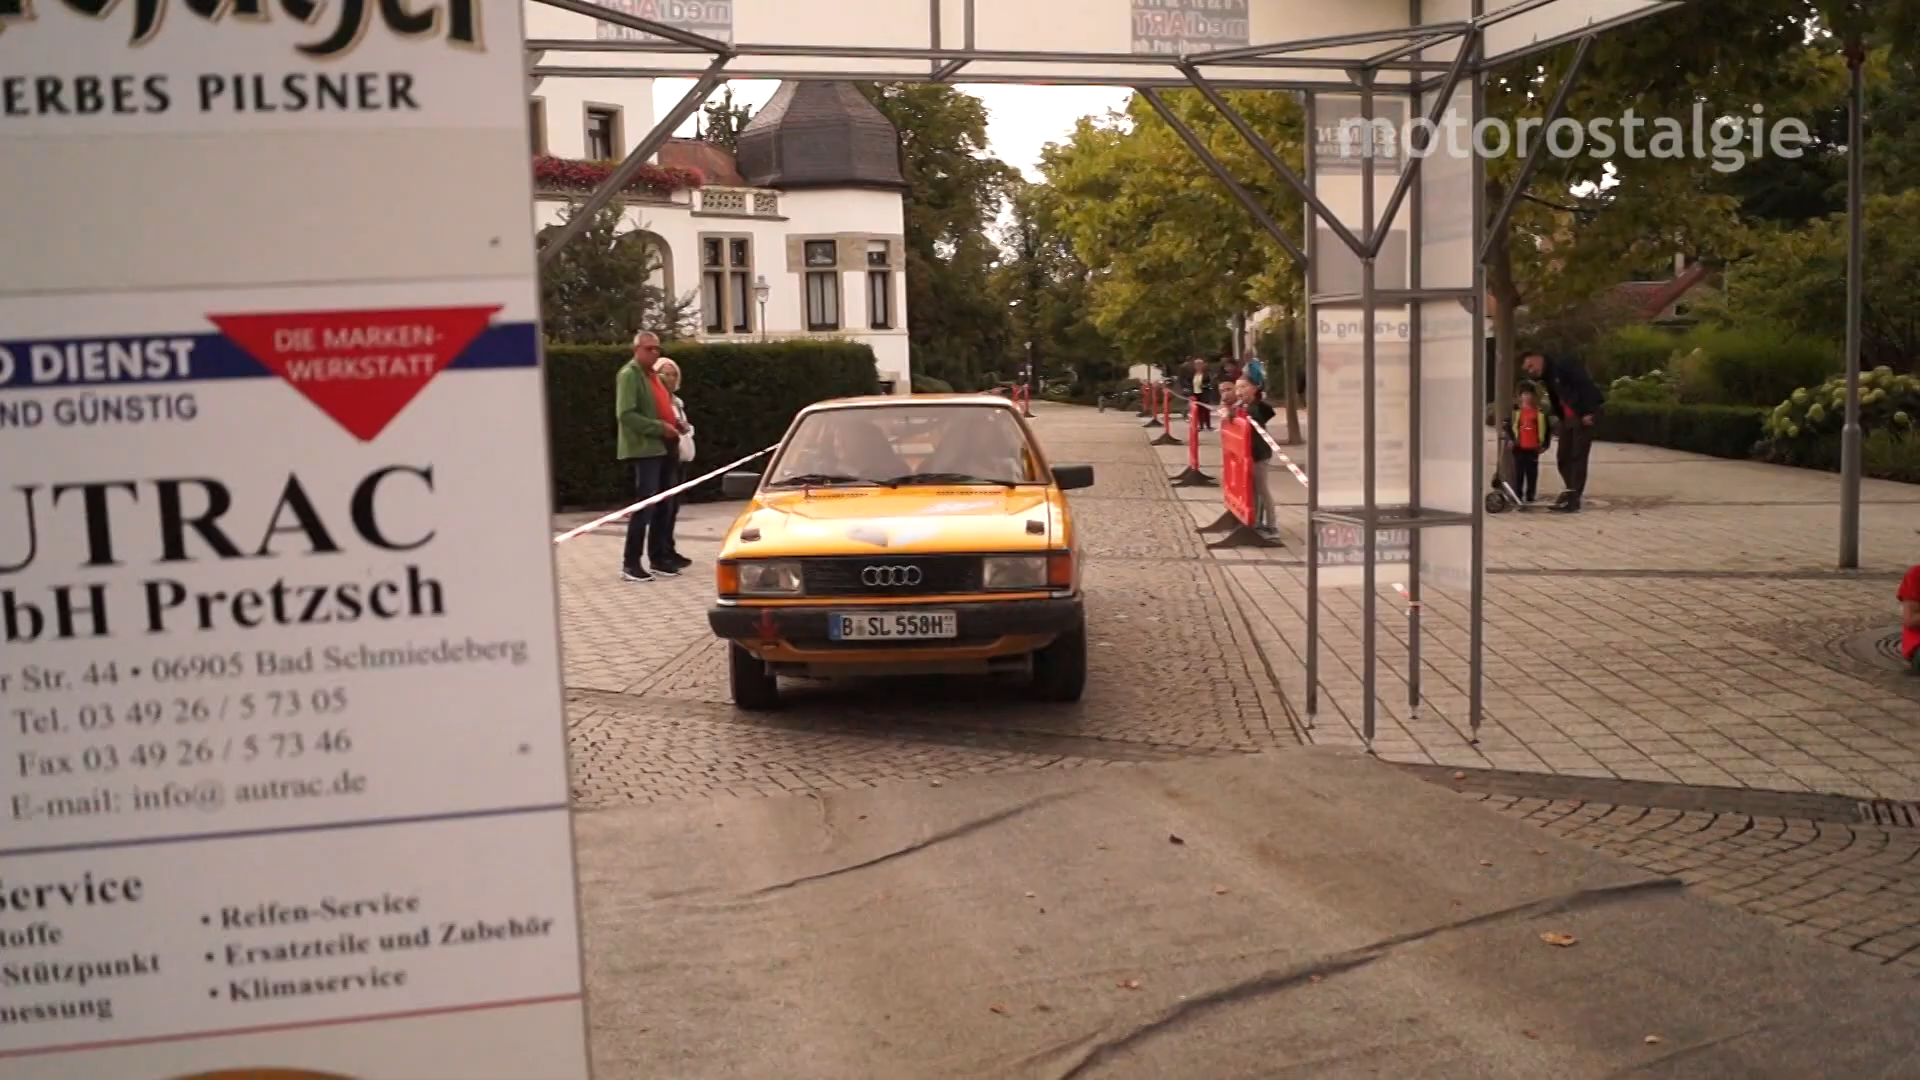 ERBES PILSNER
DIENST
DIE MARKEN-
WERKSTATT
ND GÜNSTIG
UTRAC
bH Pretzsch
r Str. 44 • 06905 Bad Schmiedeberg
Tel. 03 49 26 / 5 73 05
Fax 03 49 26 / 5 73 46
E-mail: info@ autrac.de
Service
• Reifen-Service
• Ersatzteile und Zubehör
-Stützpunkt
• Klimaservice
messung
motorostalgie
B SL 558H
mediART